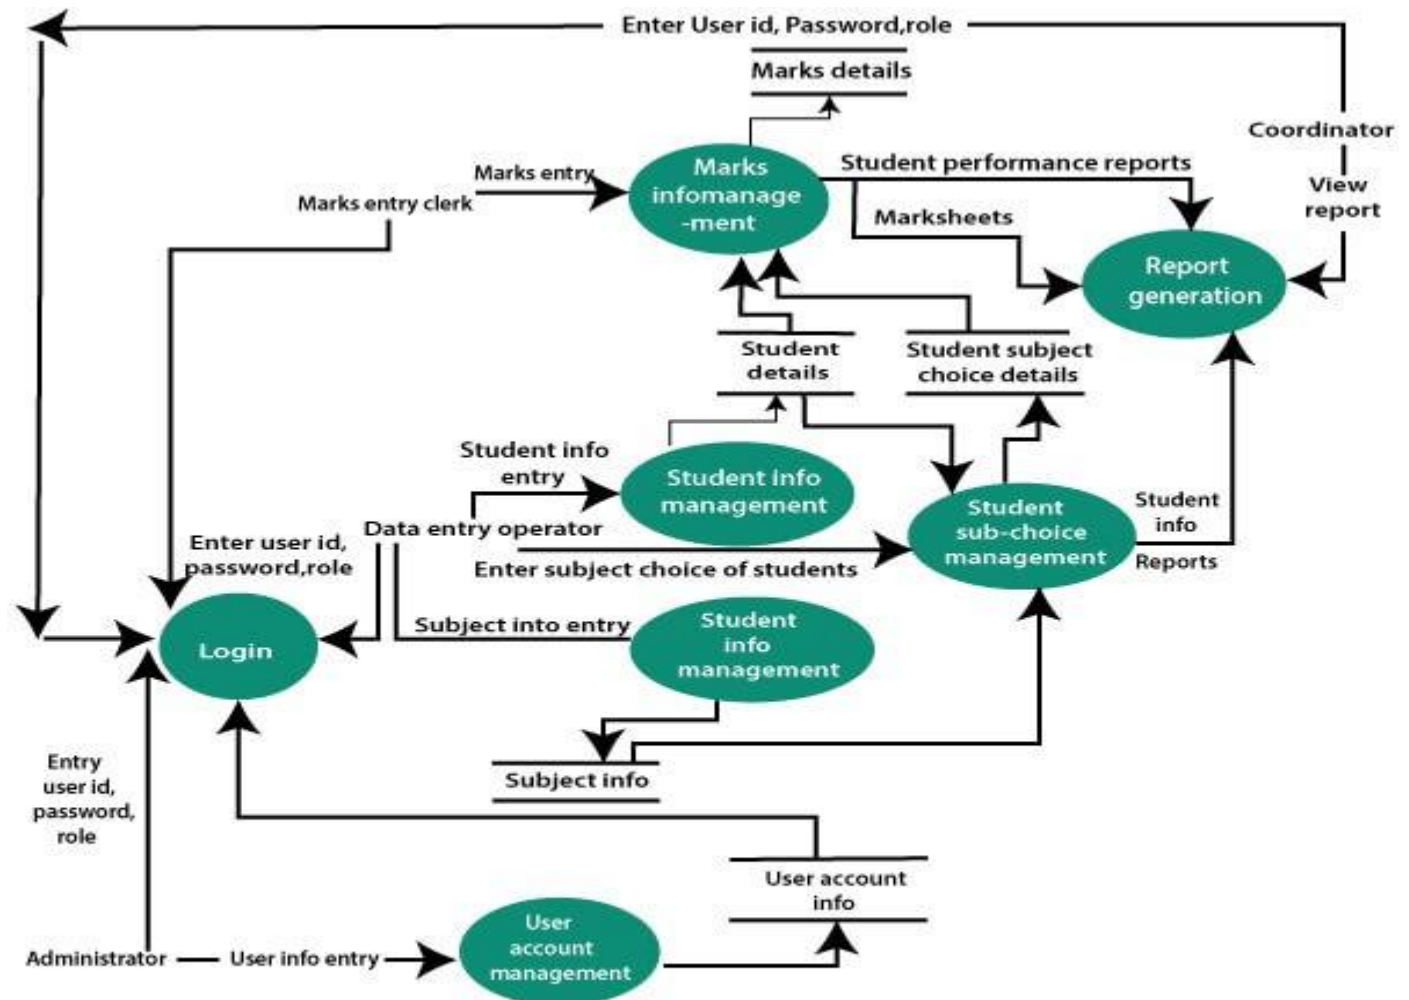 Enter User id, Password,role
Marks details
Coordinator
View
report
Marks entry
Marks entry clerk
Marks
infomanage
-ment
Student performance reports
Marksheets
Report
generation
Student
details
Student subject
choice details
Student info
entry
Student info
management
Data entry operator
Enter user id,
password,role
Enter subject choice of students
Student
sub-choice
management
Student
info
Reports
Login
Subject into entry
Student
info
management
Entry
user id,
password,
role
Subject info
User account
info
Administrator
User info entry
User
account
management